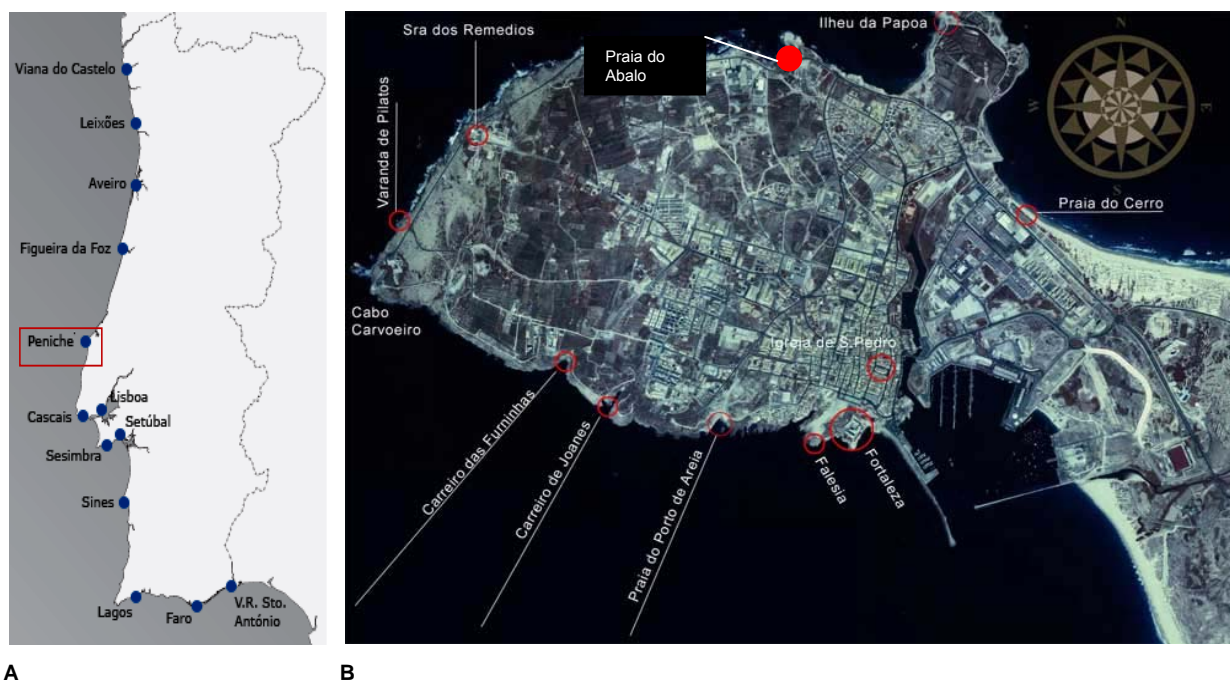 Viana do Castelo
Leixões
Aveiro
Figueira da Foz
Peniche
Lisboa
Cascais
Setúbal
Sesimbra
Sines
Lagos
Faro
V.R. Sto.
António
A
Sra dos Remedios
Praia do
Abalo
Ilheu da Papoa
N
W
E
S
Varanda de Pilatos
Praia do Cerro
Cabo
Carvoeiro
Igreja de S.Pedro
Carreiro das Furninhas
Carreiro de Joanes
Praia do Porto de Areia
Falesia
Fortaleza
B